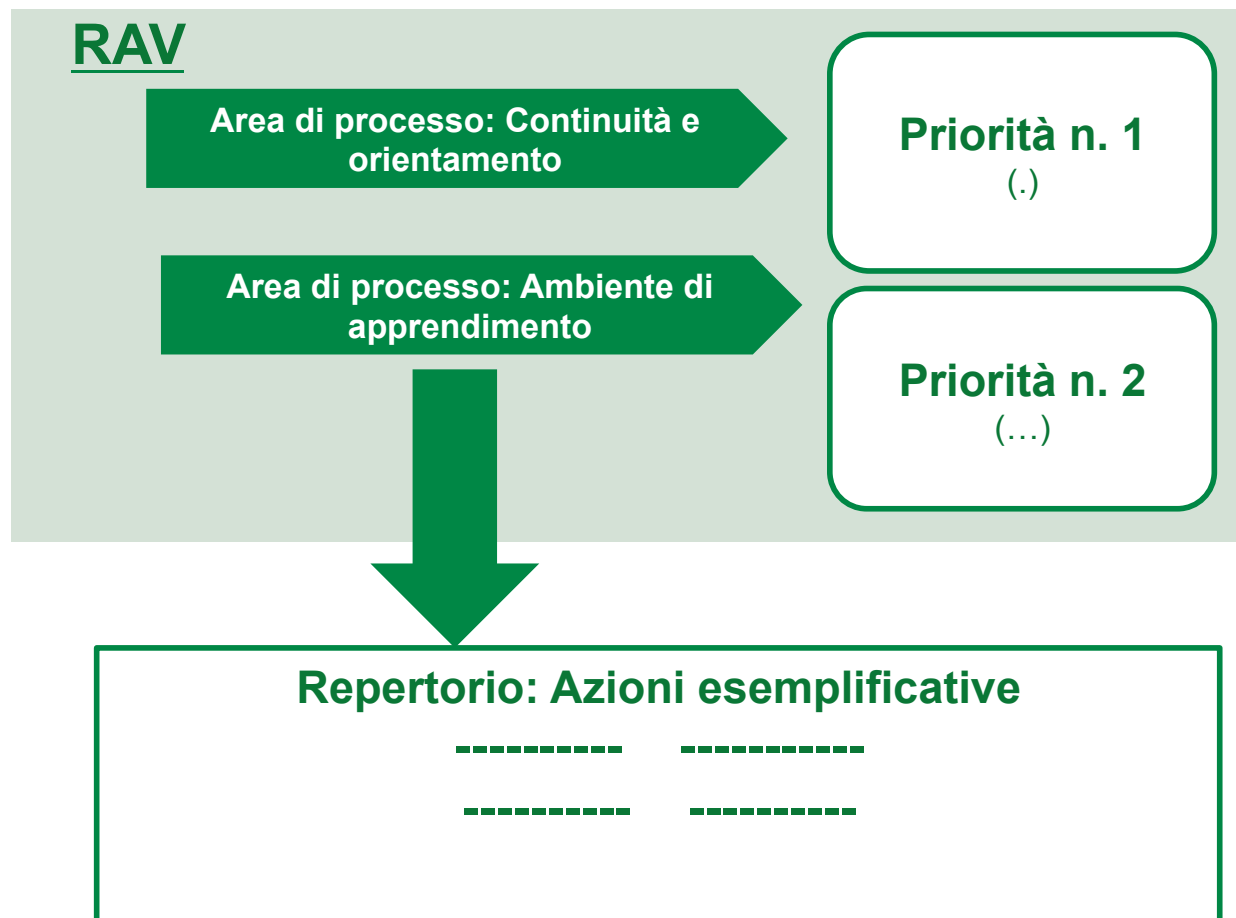 RAV
Area di processo: Continuità e
orientamento
Priorità n. 1
(.)
Area di processo: Ambiente di
apprendimento
Priorità n. 2
(…)
Repertorio: Azioni esemplificative
---------- -----------
---------- ----------